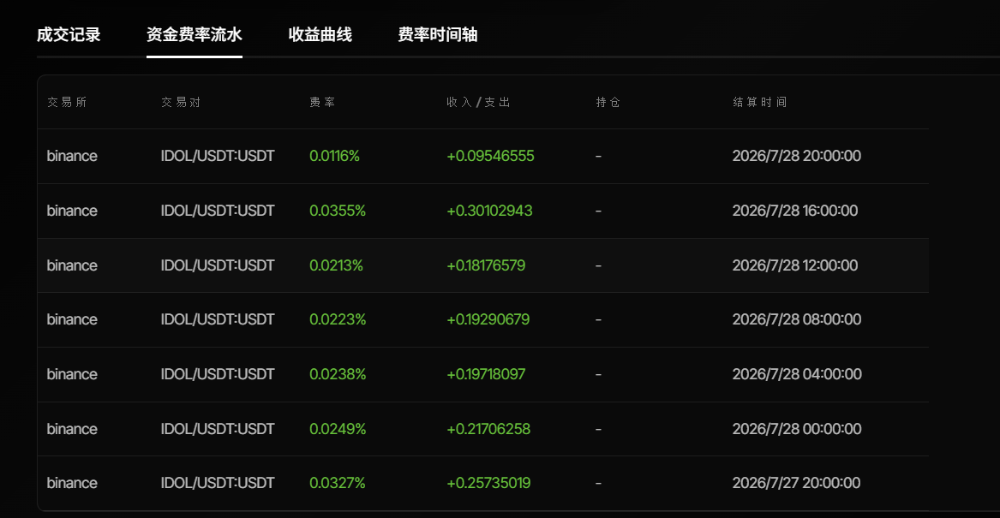 成交记录 资金费率流水 收益曲线 费率时间轴
交易所 交易对 费率 收入/支出 持仓 结算时间
binance IDOL/USDT:USDT 0.0116% +0.09546555 - 2026/7/28 20:00:00
binance IDOL/USDT:USDT 0.0355% +0.30102943 - 2026/7/28 16:00:00
binance IDOL/USDT:USDT 0.0213% +0.18176579 - 2026/7/28 12:00:00
binance IDOL/USDT:USDT 0.0223% +0.19290679 - 2026/7/28 08:00:00
binance IDOL/USDT:USDT 0.0238% +0.19718097 - 2026/7/28 04:00:00
binance IDOL/USDT:USDT 0.0249% +0.21706258 - 2026/7/28 00:00:00
binance IDOL/USDT:USDT 0.0327% +0.25735019 - 2026/7/27 20:00:00